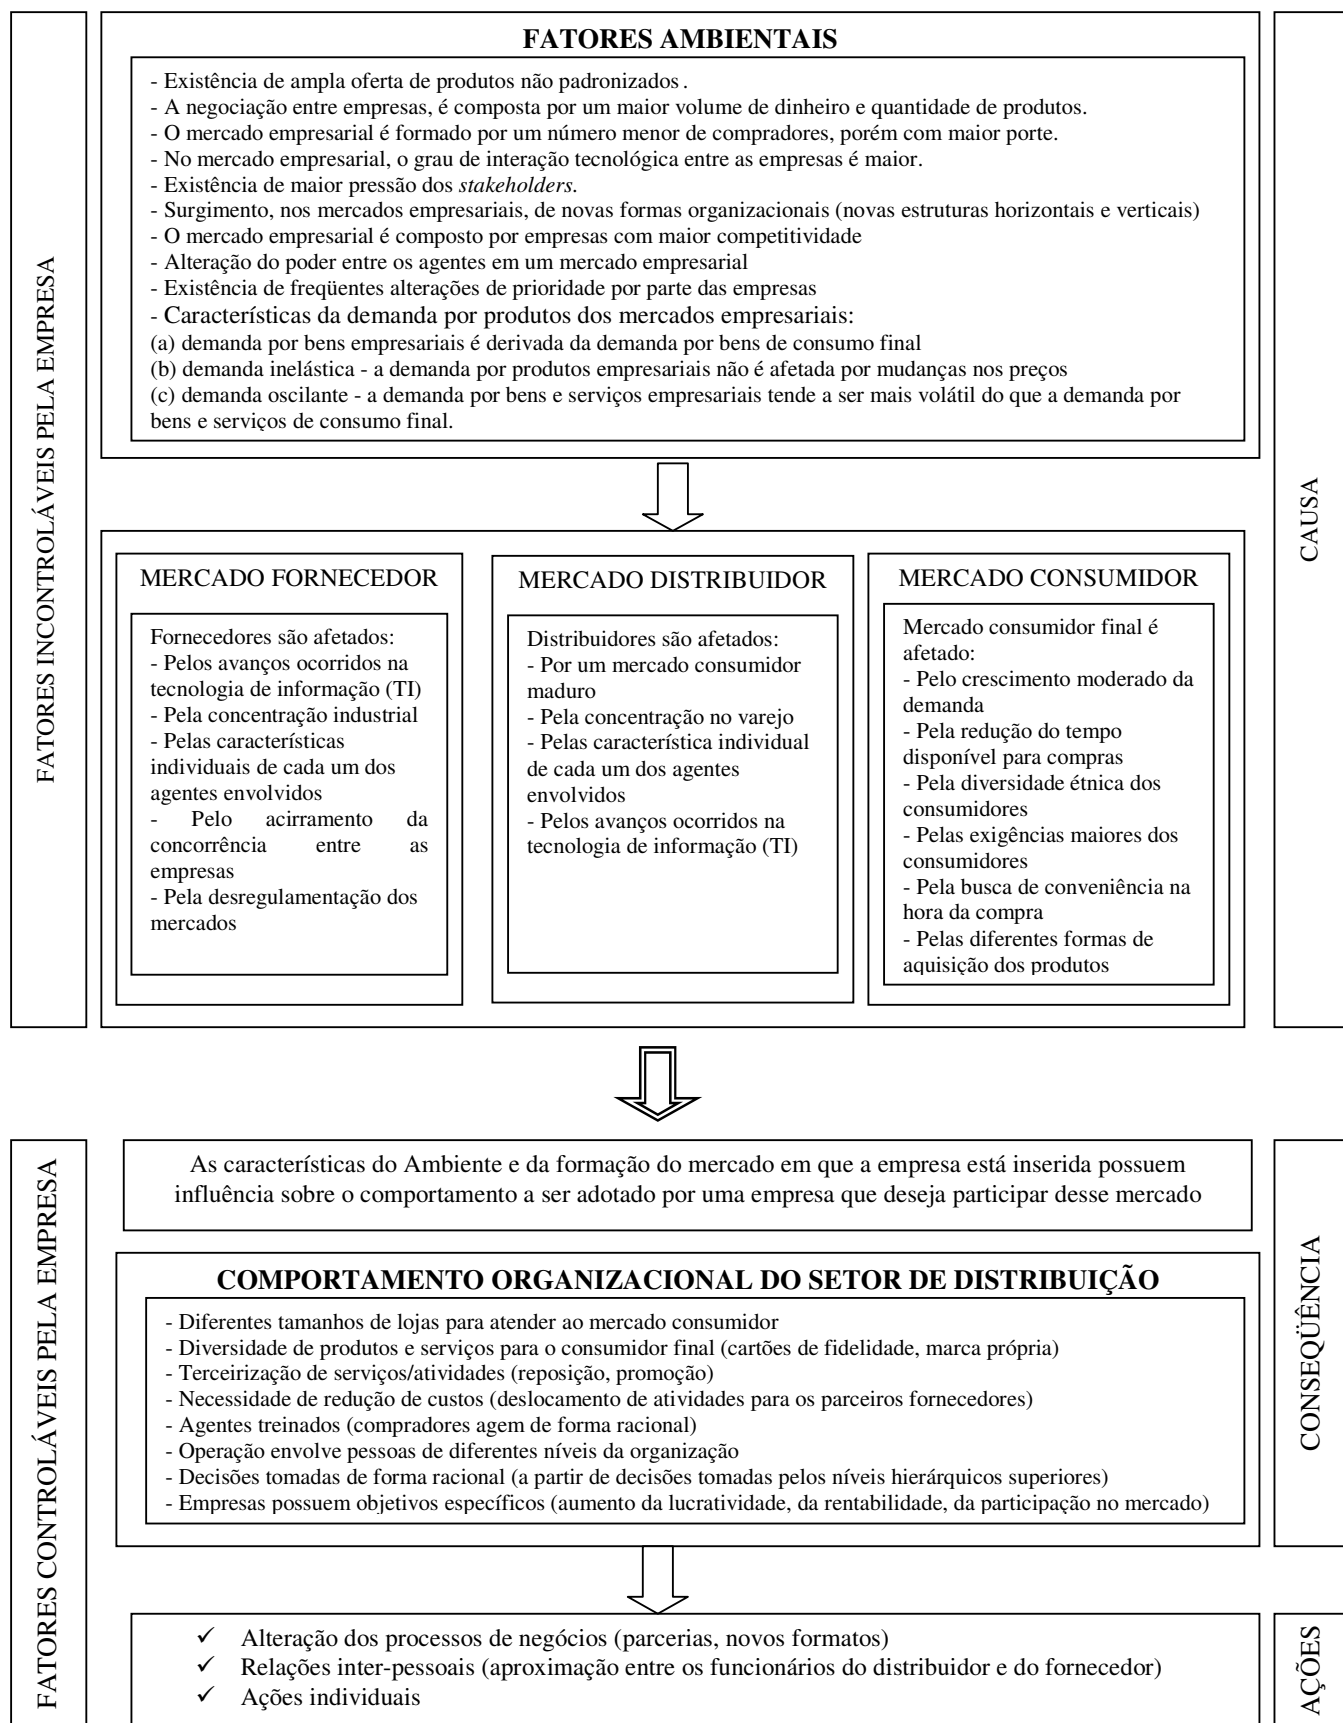 FATORES INCONTROLÁVEIS PELA EMPRESA
FATORES AMBIENTAIS
- Existência de ampla oferta de produtos não padronizados .
- A negociação entre empresas, é composta por um maior volume de dinheiro e quantidade de produtos.
- O mercado empresarial é formado por um número menor de compradores, porém com maior porte.
- No mercado empresarial, o grau de interação tecnológica entre as empresas é maior.
- Existência de maior pressão dos stakeholders.
- Surgimento, nos mercados empresariais, de novas formas organizacionais (novas estruturas horizontais e verticais)
- O mercado empresarial é composto por empresas com maior competitividade
- Alteração do poder entre os agentes em um mercado empresarial
- Existência de freqüentes alterações de prioridade por parte das empresas
- Características da demanda por produtos dos mercados empresariais:
(a) demanda por bens empresariais é derivada da demanda por bens de consumo final
(b) demanda inelástica - a demanda por produtos empresariais não é afetada por mudanças nos preços
(c) demanda oscilante - a demanda por bens e serviços empresariais tende a ser mais volátil do que a demanda por
bens e serviços de consumo final.
CAUSA
MERCADO FORNECEDOR
Fornecedores são afetados:
- Pelos avanços ocorridos na
tecnologia de informação (TI)
- Pela concentração industrial
- Pelas características
individuais de cada um dos
agentes envolvidos
- Pelo acirramento da
concorrência entre as
empresas
- Pela desregulamentação dos
mercados
MERCADO DISTRIBUIDOR
Distribuidores são afetados:
- Por um mercado consumidor
maduro
- Pela concentração no varejo
- Pelas característica individual
de cada um dos agentes
envolvidos
- Pelos avanços ocorridos na
tecnologia de informação (TI)
MERCADO CONSUMIDOR
Mercado consumidor final é
afetado:
- Pelo crescimento moderado da
demanda
- Pela redução do tempo
disponível para compras
- Pela diversidade étnica dos
consumidores
- Pelas exigências maiores dos
consumidores
- Pela busca de conveniência na
hora da compra
- Pelas diferentes formas de
aquisição dos produtos
FATORES CONTROLÁVEIS PELA EMPRESA
As características do Ambiente e da formação do mercado em que a empresa está inserida possuem
influência sobre o comportamento a ser adotado por uma empresa que deseja participar desse mercado
COMPORTAMENTO ORGANIZACIONAL DO SETOR DE DISTRIBUIÇÃO
- Diferentes tamanhos de lojas para atender ao mercado consumidor
- Diversidade de produtos e serviços para o consumidor final (cartões de fidelidade, marca própria)
- Terceirização de serviços/atividades (reposição, promoção)
- Necessidade de redução de custos (deslocamento de atividades para os parceiros fornecedores)
- Agentes treinados (compradores agem de forma racional)
- Operação envolve pessoas de diferentes níveis da organização
- Decisões tomadas de forma racional (a partir de decisões tomadas pelos níveis hierárquicos superiores)
- Empresas possuem objetivos específicos (aumento da lucratividade, da rentabilidade, da participação no mercado)
CONSEQÜÊNCIA
✓ Alteração dos processos de negócios (parcerias, novos formatos)
✓ Relações inter-pessoais (aproximação entre os funcionários do distribuidor e do fornecedor)
✓ Ações individuais
AÇÕES